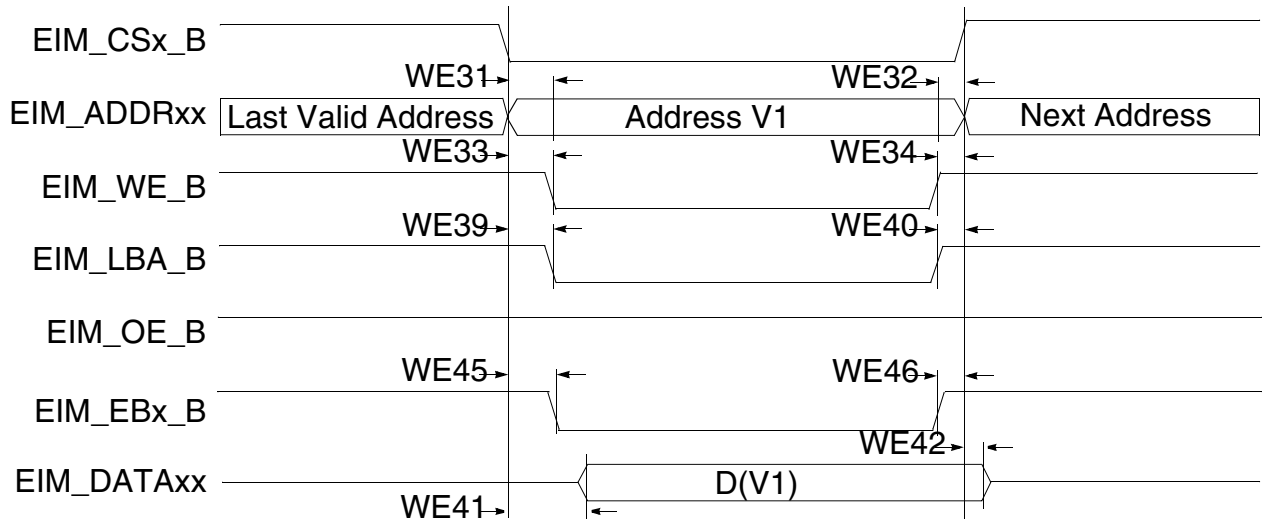 EIM_CSx_B
WE31
WE32
EIM_ADDRxx
Last Valid Address
Address V1
Next Address
WE33
WE34
EIM_WE_B
WE39
WE40
EIM_LBA_B
EIM_OE_B
WE45
WE46
EIM_EBx_B
WE42
EIM_DATAxx
D(V1)
WE41